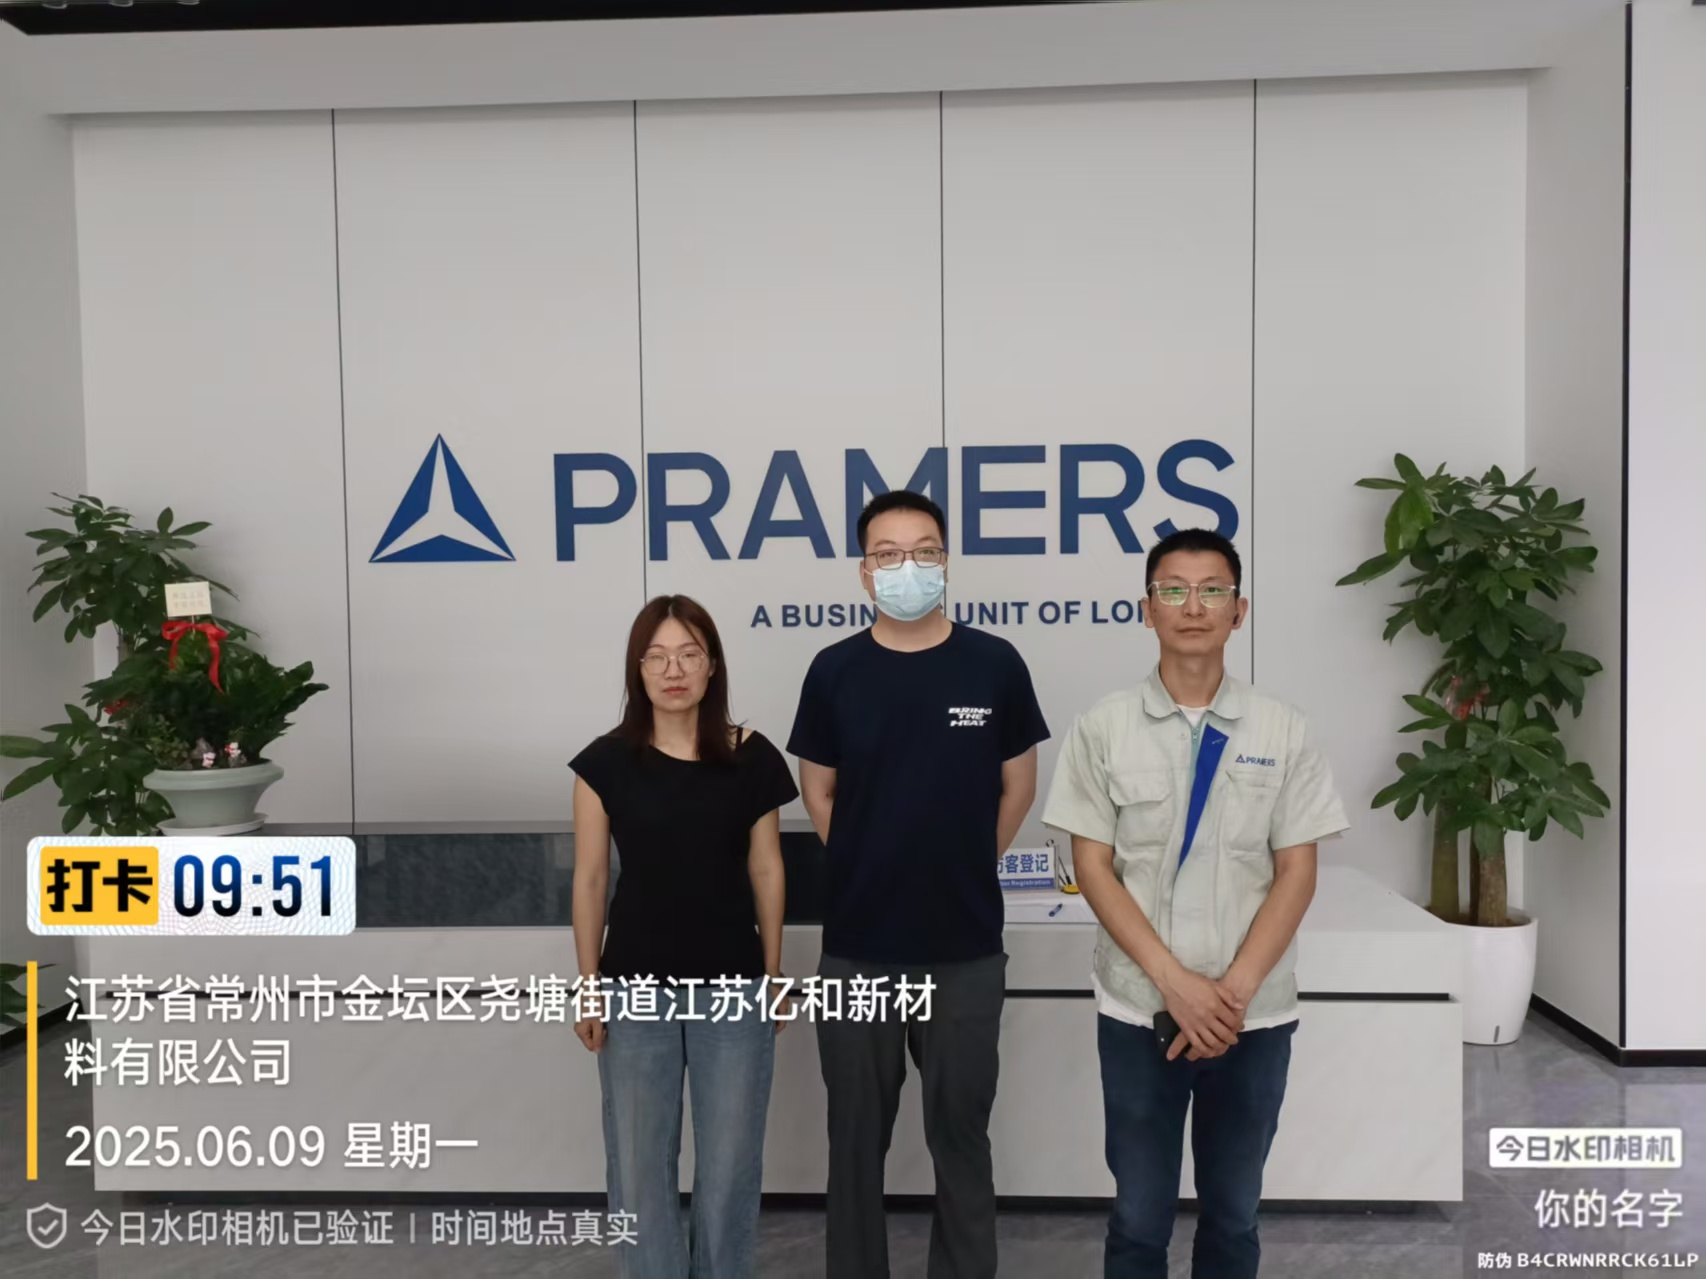 PRAMERS
A BUSIN UNIT OF LO
BRING
THE
HEAT
PRAMERS
访客登记
Registration
打卡 09:51
江苏省常州市金坛区尧塘街道江苏亿和新材
料有限公司
2025.06.09 星期一
今日水印相机已验证 | 时间地点真实
今日水印相机
你的名字
防伪 B4CRWNRRCK61LP